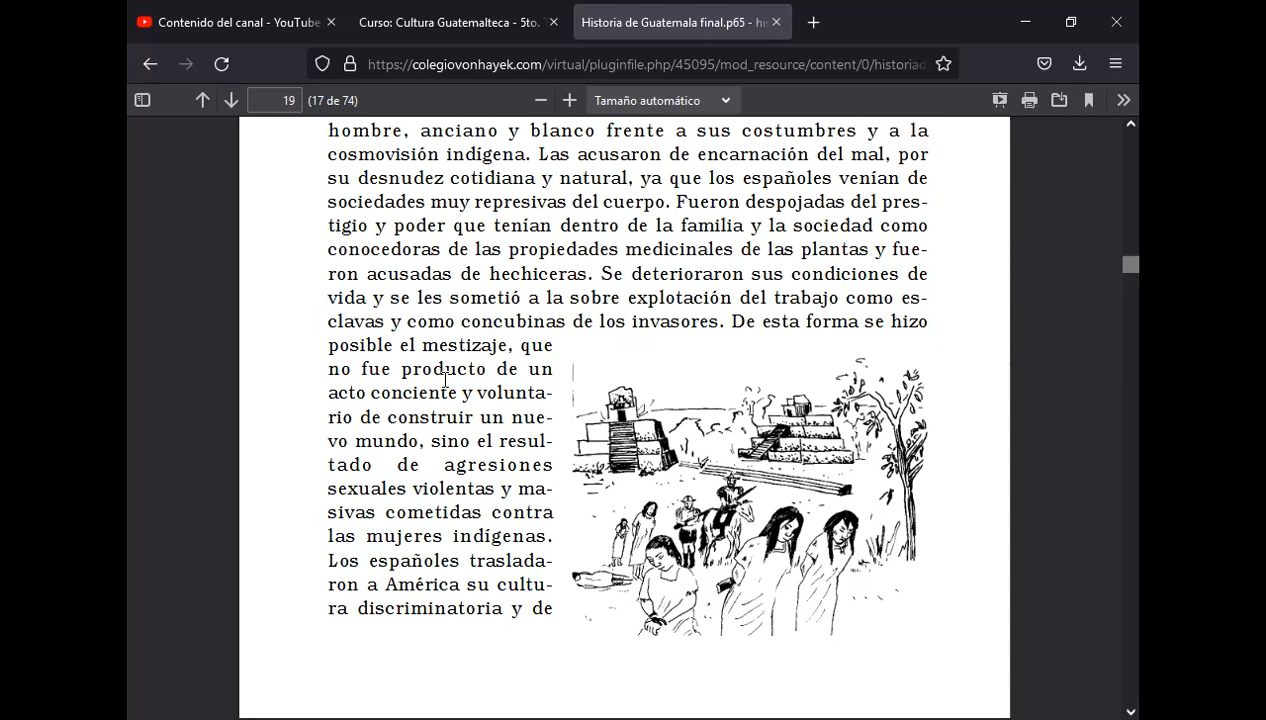 Contenido del canal - YouTube
Curso: Cultura Guatemalteca - 5to.
Historia de Guatemala final.p65 - his
https://colegiovonhayek.com/virtual/pluginfile.php/45095/mod_resource/content/0/historiad
19 (17 de 74)
Tamaño automático
hombre, anciano y blanco frente a sus costumbres y a la
cosmovisión indígena. Las acusaron de encarnación del mal, por
su desnudez cotidiana y natural, ya que los españoles venían de
sociedades muy represivas del cuerpo. Fueron despojadas del pres-
tigio y poder que tenían dentro de la familia y la sociedad como
conocedoras de las propiedades medicinales de las plantas y fue-
ron acusadas de hechiceras. Se deterioraron sus condiciones de
vida y se les sometió a la sobre explotación del trabajo como es-
clavas y como concubinas de los invasores. De esta forma se hizo
posible el mestizaje, que
no fue producto de un
acto conciente y volunta-
rio de construir un nue-
vo mundo, sino el resul-
tado de agresiones
sexuales violentas y ma-
sivas cometidas contra
las mujeres indígenas.
Los españoles traslada-
ron a América su cultu-
ra discriminatoria y de